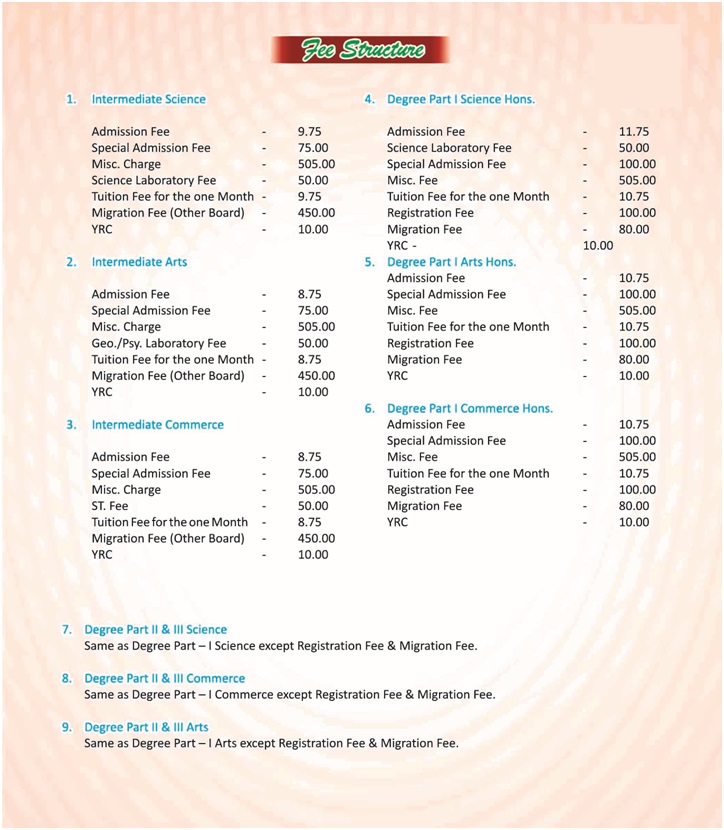 Fee Structure
1. Intermediate Science
Admission Fee - 9.75
Special Admission Fee - 75.00
Misc. Charge - 505.00
Science Laboratory Fee - 50.00
Tuition Fee for the one Month - 9.75
Migration Fee (Other Board) - 450.00
YRC - 10.00
2. Intermediate Arts
Admission Fee - 8.75
Special Admission Fee - 75.00
Misc. Charge - 505.00
Geo./Psy. Laboratory Fee - 50.00
Tuition Fee for the one Month - 8.75
Migration Fee (Other Board) - 450.00
YRC - 10.00
3. Intermediate Commerce
Admission Fee - 8.75
Special Admission Fee - 75.00
Misc. Charge - 505.00
ST. Fee - 50.00
Tuition Fee for the one Month - 8.75
Migration Fee (Other Board) - 450.00
YRC - 10.00
4. Degree Part I Science Hons.
Admission Fee - 11.75
Science Laboratory Fee - 50.00
Special Admission Fee - 100.00
Misc. Fee - 505.00
Tuition Fee for the one Month - 10.75
Registration Fee - 100.00
Migration Fee - 80.00
YRC - 10.00
5. Degree Part I Arts Hons.
Admission Fee - 10.75
Special Admission Fee - 100.00
Misc. Fee - 505.00
Tuition Fee for the one Month - 10.75
Registration Fee - 100.00
Migration Fee - 80.00
YRC - 10.00
6. Degree Part I Commerce Hons.
Admission Fee - 10.75
Special Admission Fee - 100.00
Misc. Fee - 505.00
Tuition Fee for the one Month - 10.75
Registration Fee - 100.00
Migration Fee - 80.00
YRC - 10.00
7. Degree Part II & III Science
Same as Degree Part – I Science except Registration Fee & Migration Fee.
8. Degree Part II & III Commerce
Same as Degree Part – I Commerce except Registration Fee & Migration Fee.
9. Degree Part II & III Arts
Same as Degree Part – I Arts except Registration Fee & Migration Fee.